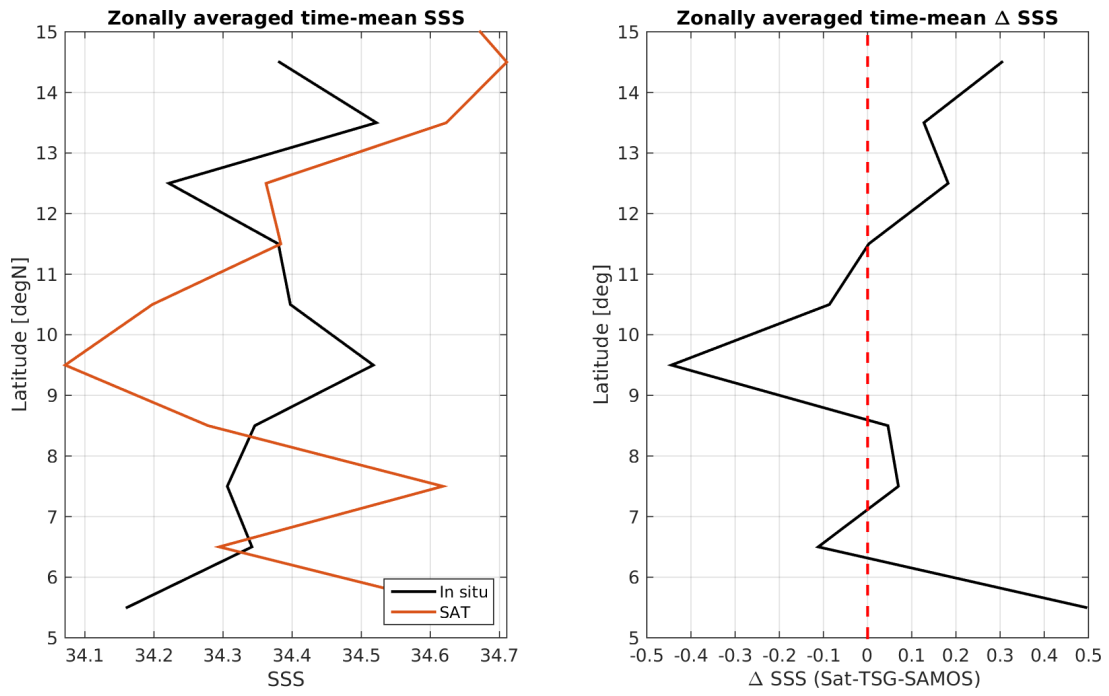 Zonally averaged time-mean SSS
15
14
13
12
11
10
9
8
7
6
5
Latitude [degN]
34.1 34.2 34.3 34.4 34.5 34.6 34.7
SSS
In situ
SAT
Zonally averaged time-mean Δ SSS
15
14
13
12
11
10
9
8
7
6
5
Latitude [deg]
-0.5 -0.4 -0.3 -0.2 -0.1 0 0.1 0.2 0.3 0.4 0.5
Δ SSS (Sat-TSG-SAMOS)